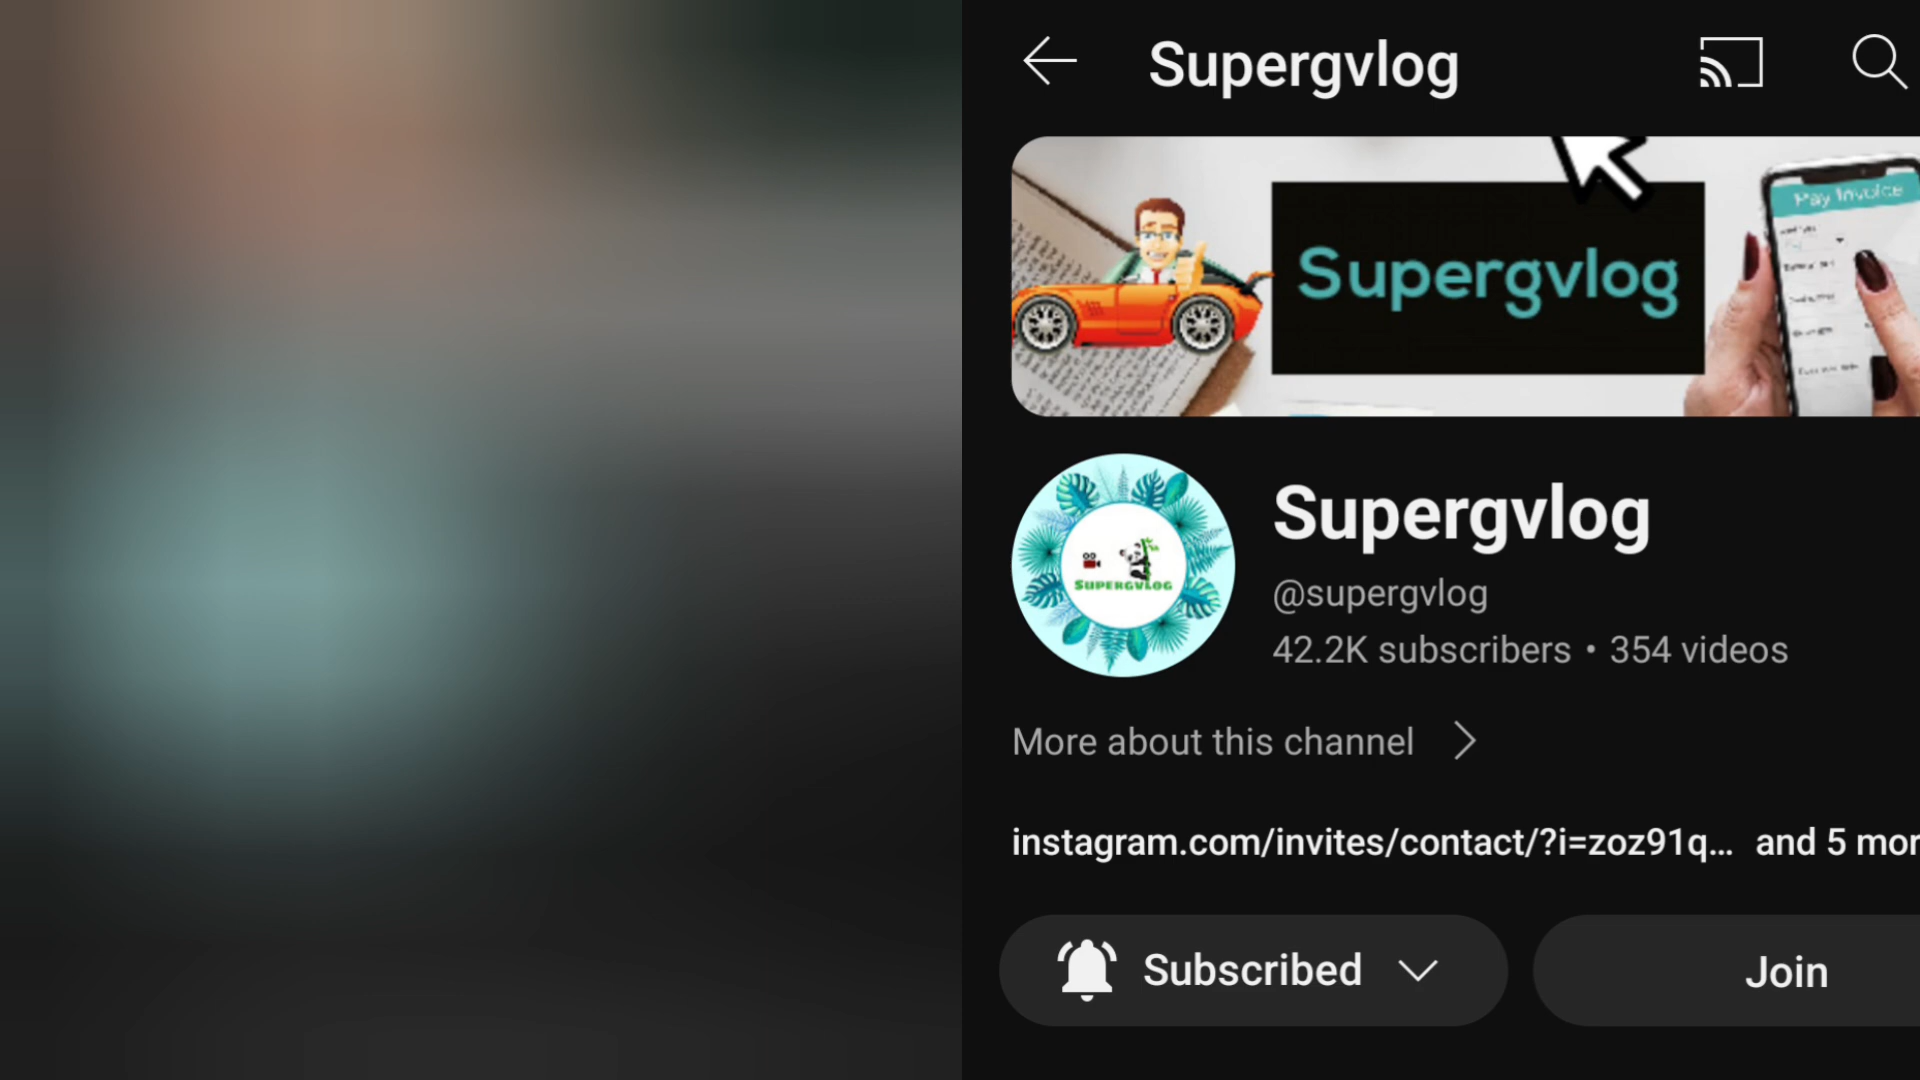 Supergvlog
Pay Invoice
Supergvlog
Supergvlog
SUPERGVLOG
@supergvlog
42.2K subscribers • 354 videos
More about this channel
instagram.com/invites/contact/?i=zoz91q... and 5 mor
Subscribed
Join